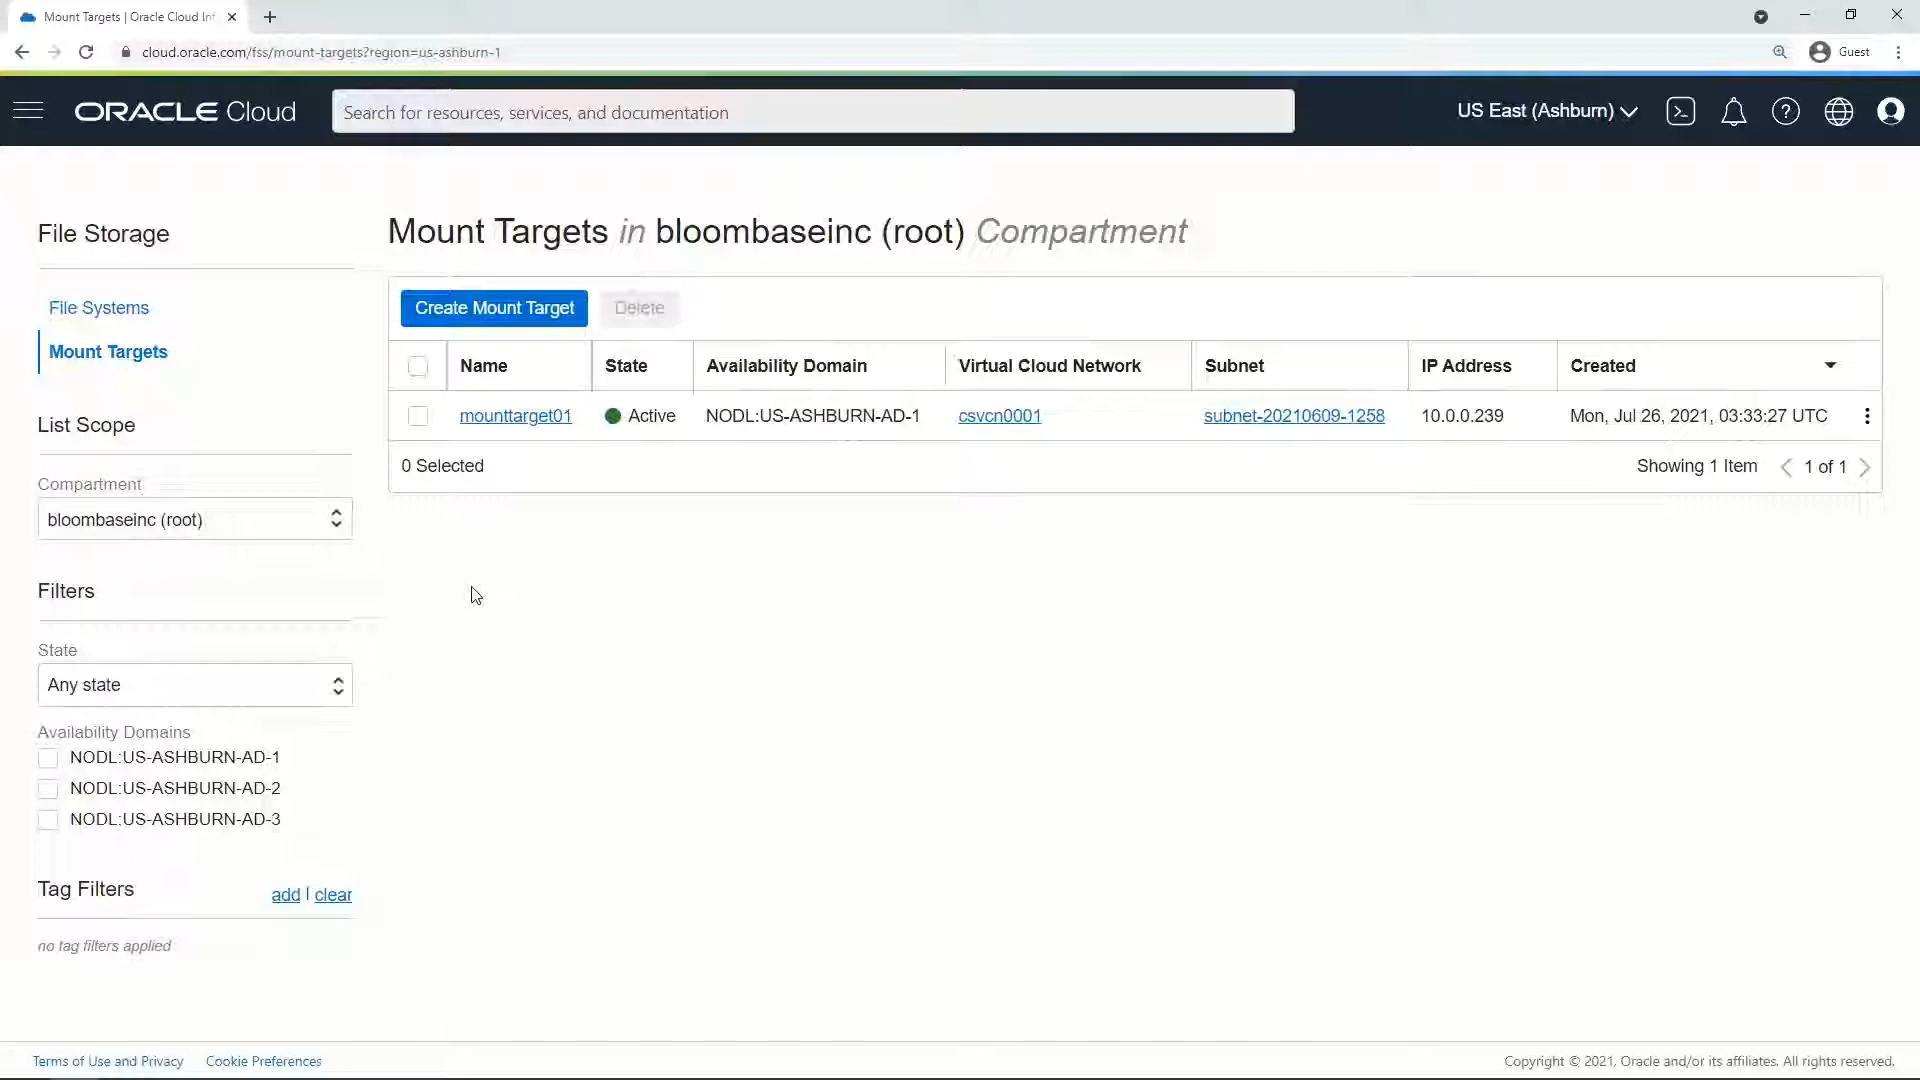 Mount Targets | Oracle Cloud Inf
cloud.oracle.com/fss/mount-targets?region=us-ashburn-1
Guest
ORACLE Cloud
Search for resources, services, and documentation
US East (Ashburn)
File Storage
File Systems
Mount Targets
List Scope
Compartment
bloombaseinc (root)
Filters
State
Any state
Availability Domains
NODL:US-ASHBURN-AD-1
NODL:US-ASHBURN-AD-2
NODL:US-ASHBURN-AD-3
Tag Filters
add | clear
no tag filters applied
Mount Targets in bloombaseinc (root) Compartment
Create Mount Target Delete
Name State Availability Domain Virtual Cloud Network Subnet IP Address Created
mounttarget01 Active NODL:US-ASHBURN-AD-1 csvcn0001 subnet-20210609-1258 10.0.0.239 Mon, Jul 26, 2021, 03:33:27 UTC
0 Selected Showing 1 Item 1 of 1
Terms of Use and Privacy Cookie Preferences
Copyright © 2021, Oracle and/or its affiliates. All rights reserved.